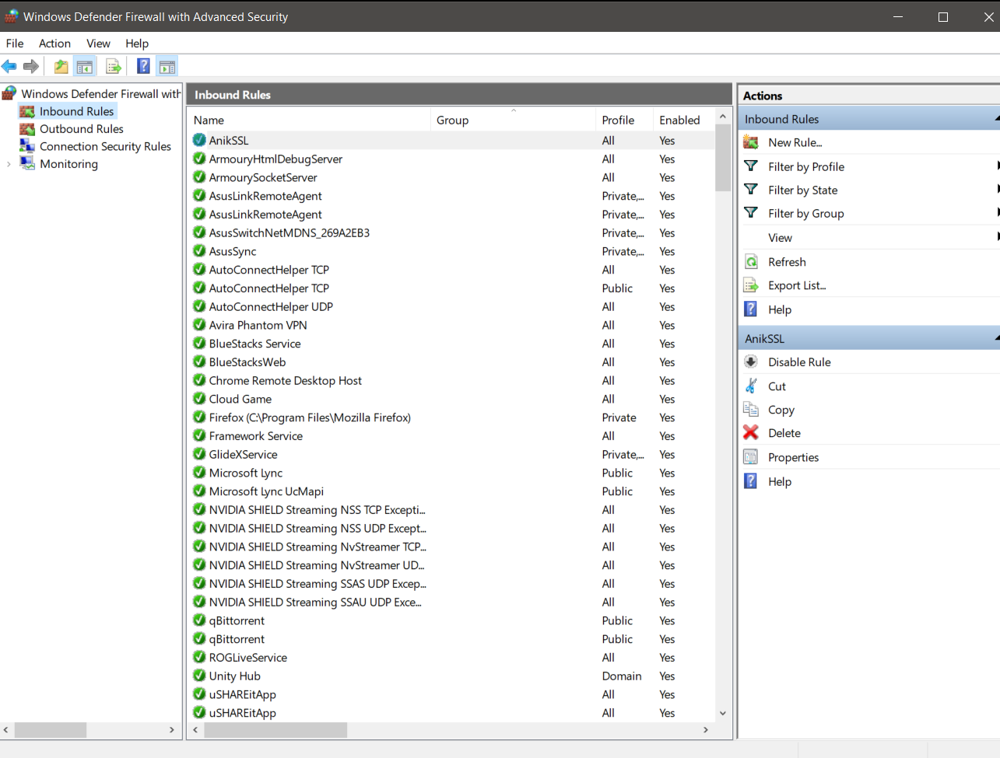 Windows Defender Firewall with Advanced Security
File Action View Help
Windows Defender Firewall with
Inbound Rules
Outbound Rules
Connection Security Rules
Monitoring
Inbound Rules
Name Group Profile Enabled
AnikSSL All Yes
ArmouryHtmlDebugServer All Yes
ArmourySocketServer All Yes
AsusLinkRemoteAgent Private,... Yes
AsusLinkRemoteAgent Private,... Yes
AsusSwitchNetMDNS_269A2EB3 Private,... Yes
AsusSync Private,... Yes
AutoConnectHelper TCP All Yes
AutoConnectHelper TCP Public Yes
AutoConnectHelper UDP All Yes
Avira Phantom VPN All Yes
BlueStacks Service All Yes
BlueStacksWeb All Yes
Chrome Remote Desktop Host All Yes
Cloud Game All Yes
Firefox (C:\Program Files\Mozilla Firefox) Private Yes
Framework Service All Yes
GlideXService Private,... Yes
Microsoft Lync Public Yes
Microsoft Lync UcMapi Public Yes
NVIDIA SHIELD Streaming NSS TCP Excepti... All Yes
NVIDIA SHIELD Streaming NSS UDP Except... All Yes
NVIDIA SHIELD Streaming NvStreamer TCP... All Yes
NVIDIA SHIELD Streaming NvStreamer UD... All Yes
NVIDIA SHIELD Streaming SSAS UDP Excep... All Yes
NVIDIA SHIELD Streaming SSAU UDP Exce... All Yes
qBittorrent Public Yes
qBittorrent Public Yes
ROGLiveService All Yes
Unity Hub Domain Yes
uSHAREitApp All Yes
uSHAREitApp All Yes
Actions
Inbound Rules
New Rule...
Filter by Profile
Filter by State
Filter by Group
View
Refresh
Export List...
Help
AnikSSL
Disable Rule
Cut
Copy
Delete
Properties
Help